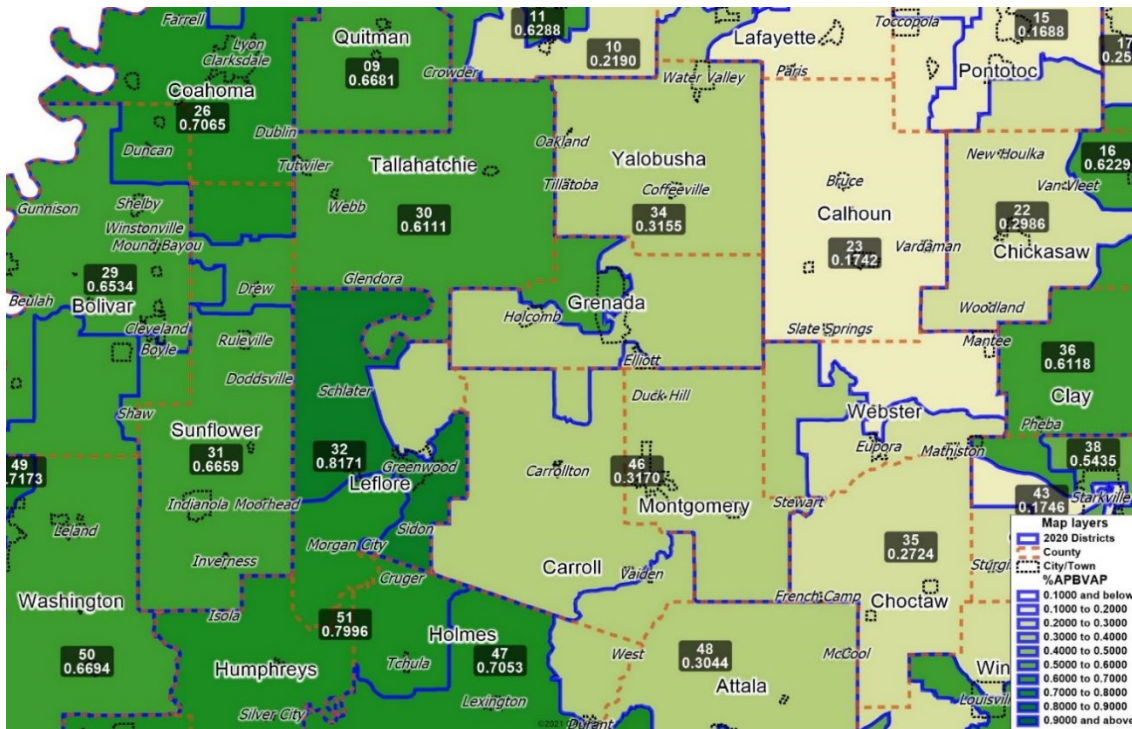 Farrell
Lyon
Clarksdale
Coahoma
26
0.7065
Quitman
09
0.6681
Crowder
11
0.6288
10
0.2190
Lafayette
Toccopola
15
0.1688
17
Pontotoc
Water Valley
Paris
Duncan
Dublin
Tutwiler
Tallahatchie
Oakland
Yalobusha
Tillatoba
Coffeeville
34
0.3155
New Houlka
16
0.6229
Van Vleet
Bruce
Calhoun
23
0.1742
Vardaman
22
0.2986
Chickasaw
Gunnison
Shelby
Winstonville
Mound Bayou
Webb
30
0.6111
29
0.6534
Beulah
Bolivar
Drew
Glendora
Cleveland
Boyle
Ruleville
Holcomb
Grenada
Elliott
Woodland
Slate Springs
Mantee
36
0.6118
Clay
Doddsville
Schlater
Duck Hill
Webster
Pheba
Shaw
Sunflower
31
0.6659
32
0.8171
Leflore
Greenwood
Carrollton
46
0.3170
Montgomery
Eupora
Mathiston
38
0.5435
Starkville
49
0.7173
Indianola
Moorhead
Stewart
43
0.1746
Leland
Sidon
Morgan City
35
0.2724
Inverness
Cruger
Carroll
Vaiden
French Camp
Choctaw
Washington
Isola
51
0.7996
Holmes
47
0.7053
West
48
0.3044
McCool
50
0.6694
Humphreys
Tchula
Attala
Silver City
Lexington
Durant
Map layers
2020 Districts
County
City/Town
%APBVAP
0.1000 and below
0.1000 to 0.2000
0.2000 to 0.3000
0.3000 to 0.4000
0.4000 to 0.5000
0.5000 to 0.6000
0.6000 to 0.7000
0.7000 to 0.8000
0.8000 to 0.9000
0.9000 and above